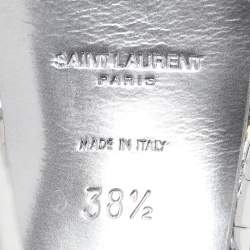 SAINT LAURENT
PARIS
MADE IN ITALY
38½